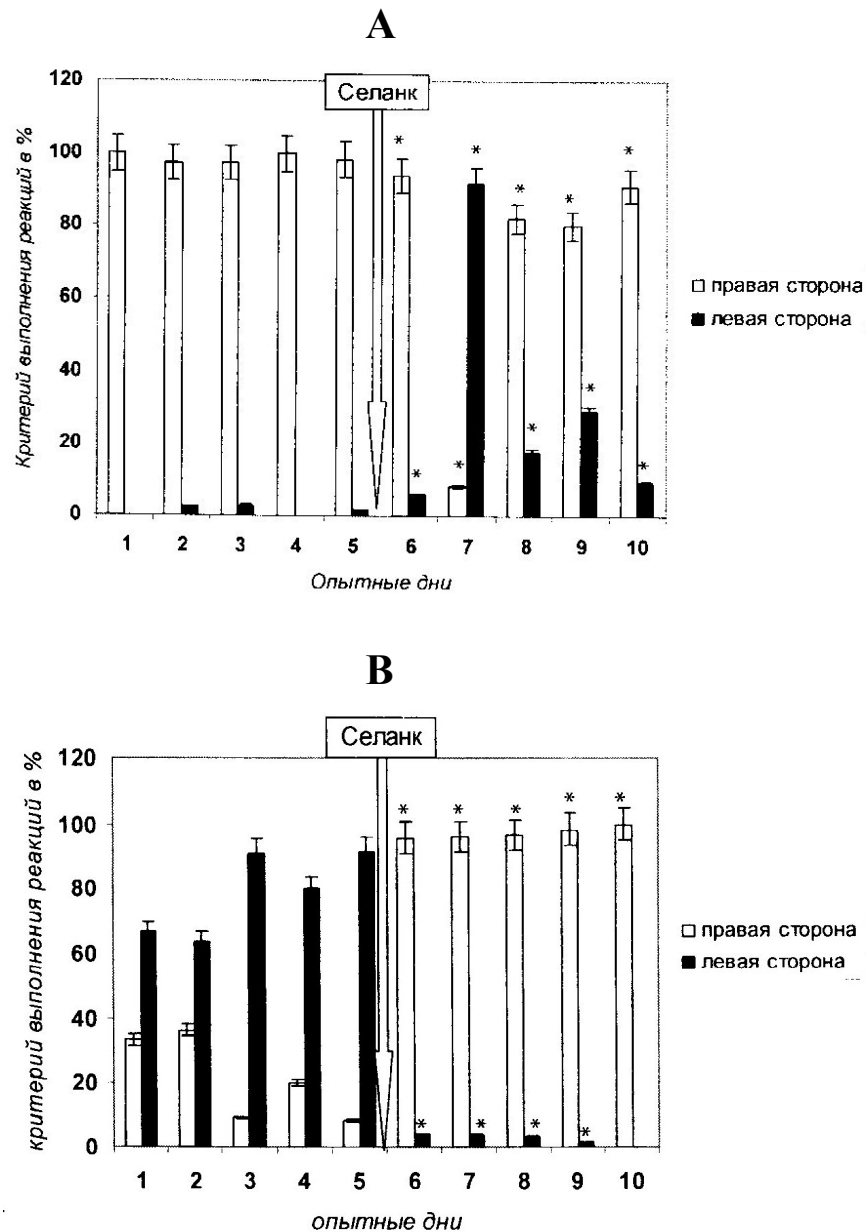 A
Селанк
120
100
80
60
40
20
0
Критерий выполнения реакций в %
* * * * *
* * * * *
1 2 3 4 5 6 7 8 9 10
Опытные дни
правая сторона
левая сторона
B
Селанк
120
100
80
60
40
20
0
критерий выполнения реакций в %
* * * * *
* * * *
1 2 3 4 5 6 7 8 9 10
опытные дни
правая сторона
левая сторона